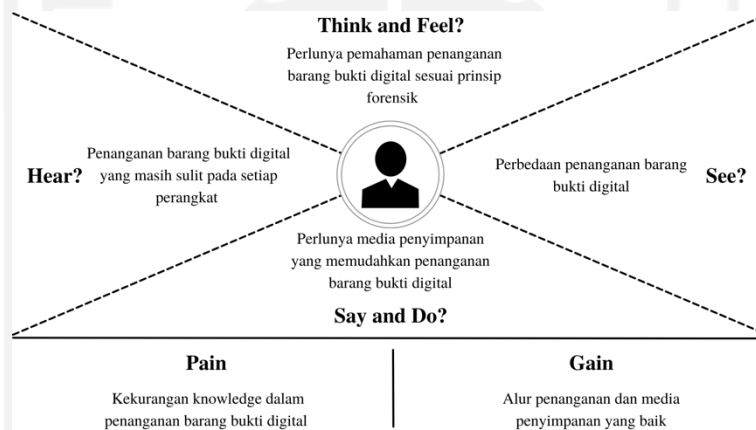 Think and Feel?
Perlunya pemahaman penanganan
barang bukti digital sesuai prinsip
forensik
Hear?
Penanganan barang bukti digital
yang masih sulit pada setiap
perangkat
Perbedaan penanganan barang
bukti digital
See?
Perlunya media penyimpanan
yang memudahkan penanganan
barang bukti digital
Say and Do?
Pain
Kekurangan knowledge dalam
penanganan barang bukti digital
Gain
Alur penanganan dan media
penyimpanan yang baik